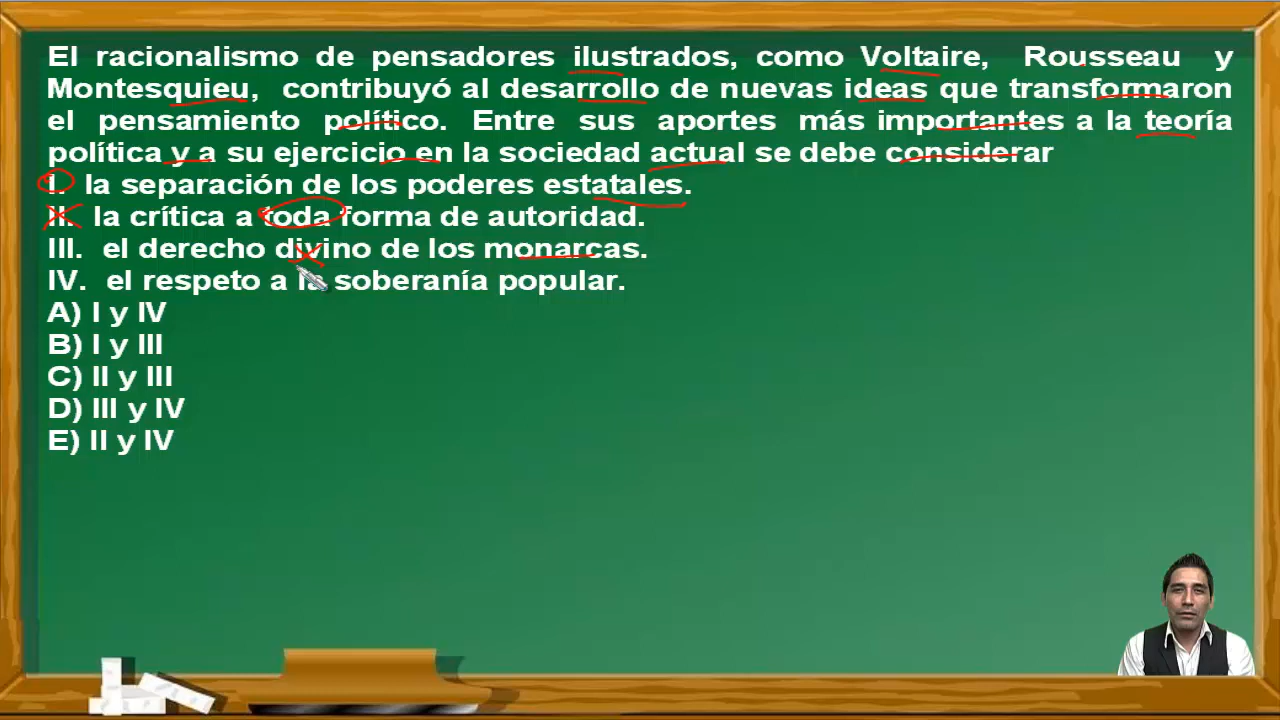 El racionalismo de pensadores ilustrados, como Voltaire, Rousseau y
Montesquieu, contribuyó al desarrollo de nuevas ideas que transformaron
el pensamiento político. Entre sus aportes más importantes a la teoría
política y a su ejercicio en la sociedad actual se debe considerar
I. la separación de los poderes estatales.
II. la crítica a toda forma de autoridad.
III. el derecho divino de los monarcas.
IV. el respeto a la soberanía popular.
A) I y IV
B) I y III
C) II y III
D) III y IV
E) II y IV